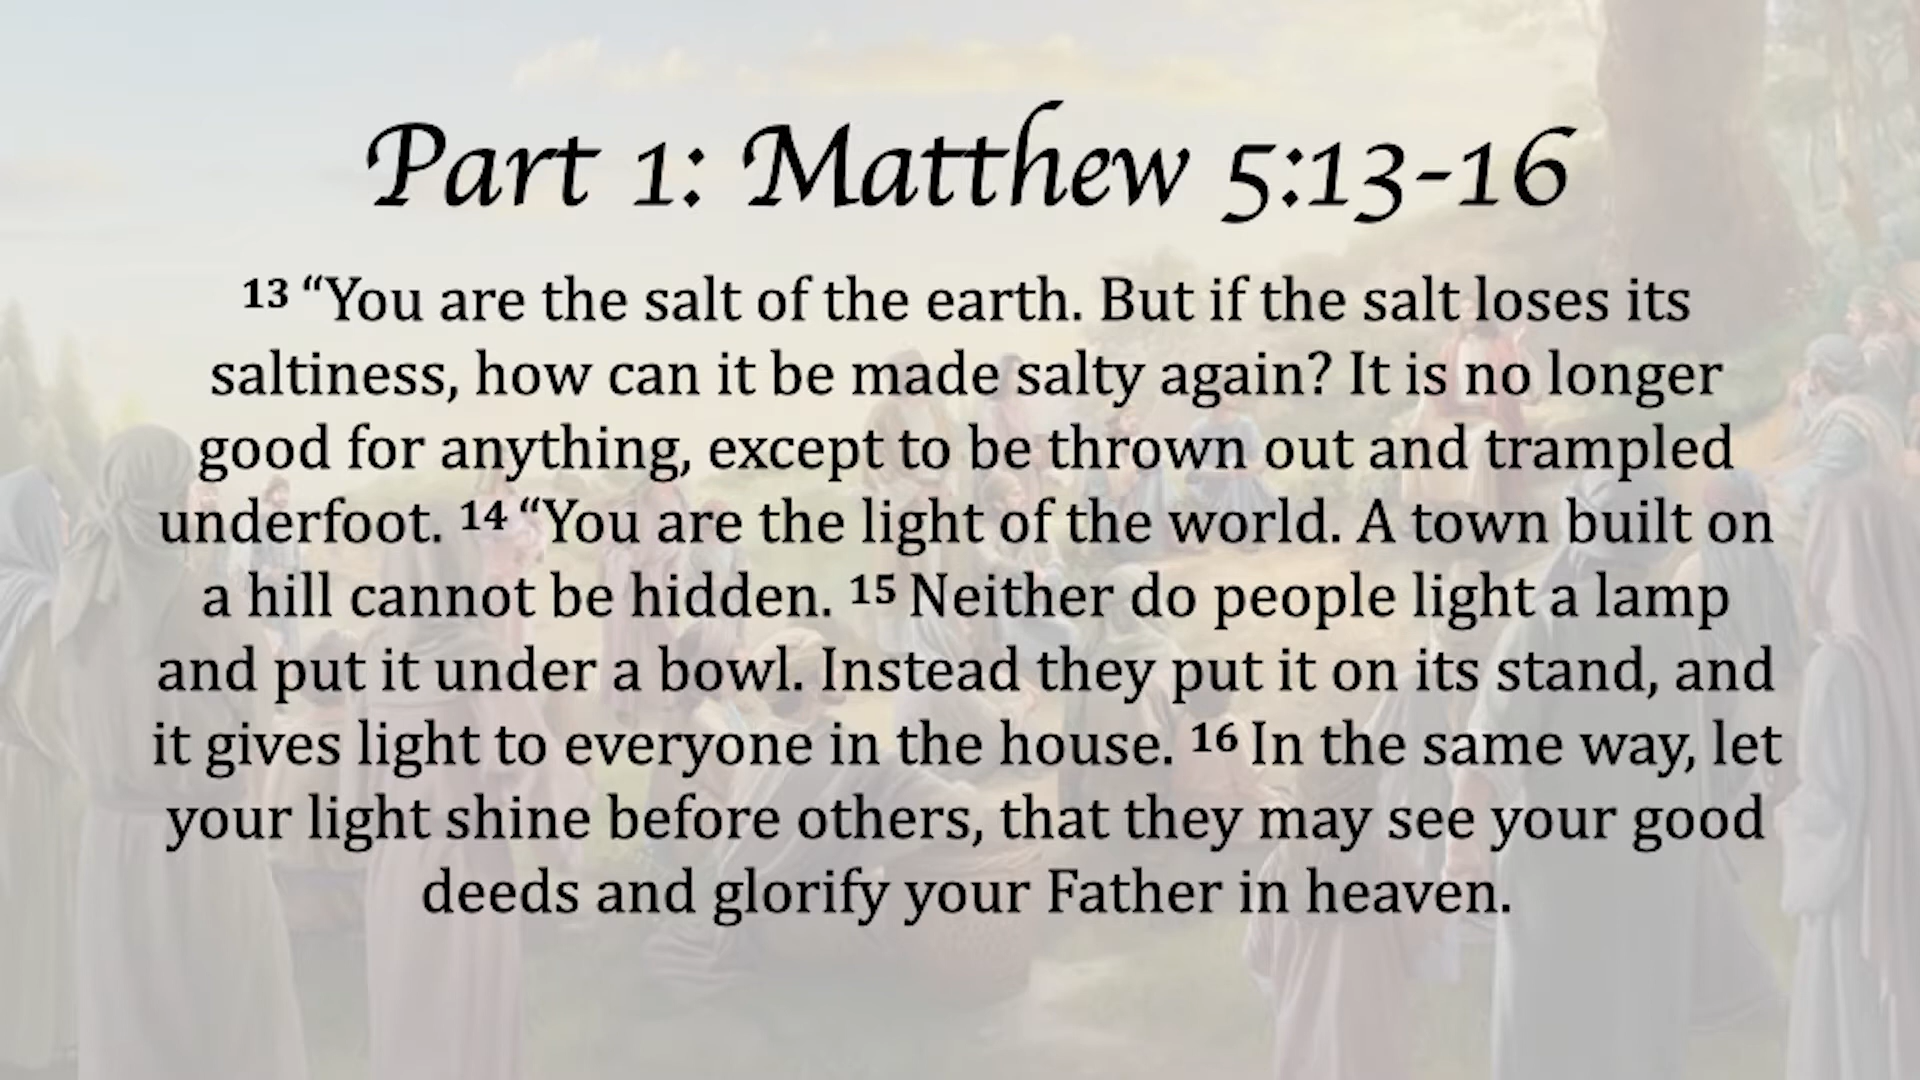 Part 1: Matthew 5:13-16
13 “You are the salt of the earth. But if the salt loses its
saltiness, how can it be made salty again? It is no longer
good for anything, except to be thrown out and trampled
underfoot. 14 “You are the light of the world. A town built on
a hill cannot be hidden. 15 Neither do people light a lamp
and put it under a bowl. Instead they put it on its stand, and
it gives light to everyone in the house. 16 In the same way, let
your light shine before others, that they may see your good
deeds and glorify your Father in heaven.